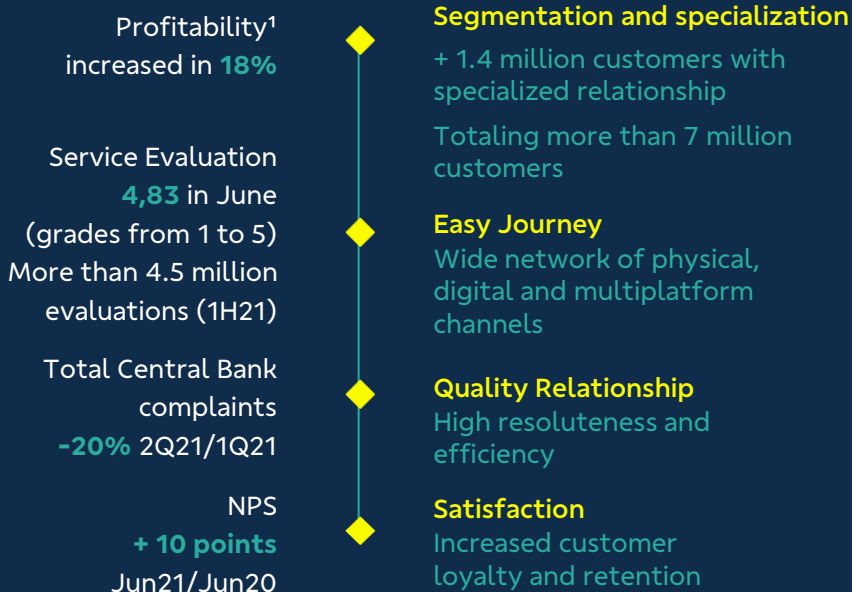 Profitability¹
increased in 18%
Segmentation and specialization
+ 1.4 million customers with
specialized relationship
Totaling more than 7 million
customers
Service Evaluation
4,83 in June
(grades from 1 to 5)
More than 4.5 million
evaluations (1H21)
Easy Journey
Wide network of physical,
digital and multiplatform
channels
Total Central Bank
complaints
-20% 2Q21/1Q21
Quality Relationship
High resoluteness and
efficiency
NPS
+ 10 points
Jun21/Jun20
Satisfaction
Increased customer
loyalty and retention